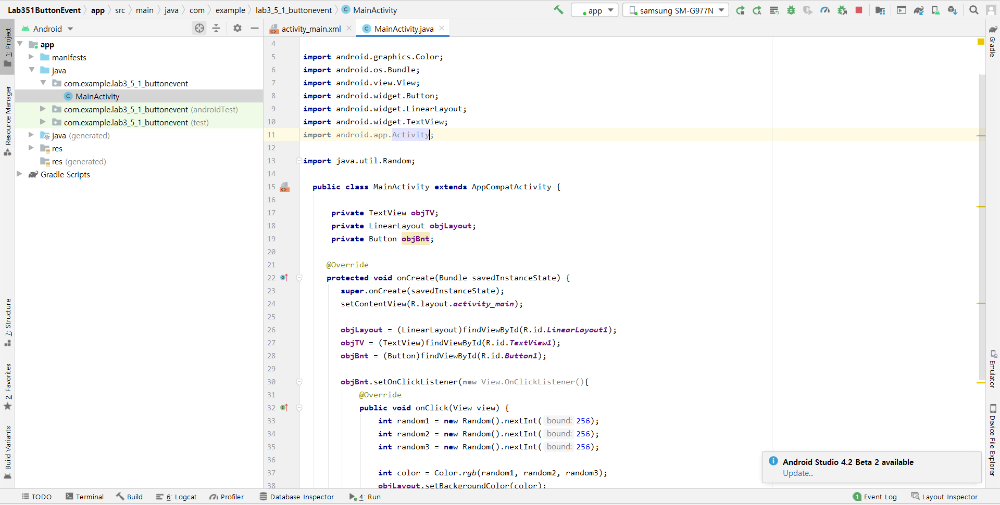 Lab351ButtonEvent app src main java com example lab3_5_1_buttonevent C MainActivity app samsung SM-G977N
Android
activity_main.xml C MainActivity.java
1: Project
Resource Manager
7: Structure
2: Favorites
Build Variants
app
manifests
java
com.example.lab3_5_1_buttonevent
C MainActivity
com.example.lab3_5_1_buttonevent (androidTest)
com.example.lab3_5_1_buttonevent (test)
java (generated)
res
res (generated)
Gradle Scripts
4
5 import android.graphics.Color;
6 import android.os.Bundle;
7 import android.view.View;
8 import android.widget.Button;
9 import android.widget.LinearLayout;
10 import android.widget.TextView;
11 import android.app.Activity;
12
13 import java.util.Random;
14
15 public class MainActivity extends AppCompatActivity {
16
17 private TextView objTV;
18 private LinearLayout objLayout;
19 private Button objBnt;
20
21 @Override
22 protected void onCreate(Bundle savedInstanceState) {
23 super.onCreate(savedInstanceState);
24 setContentView(R.layout.activity_main);
25
26 objLayout = (LinearLayout)findViewById(R.id.LinearLayout1);
27 objTV = (TextView)findViewById(R.id.TextView1);
28 objBnt = (Button)findViewById(R.id.Button1);
29
30 objBnt.setOnClickListener(new View.OnClickListener(){
31 @Override
32 public void onClick(View view) {
33 int random1 = new Random().nextInt( bound: 256);
34 int random2 = new Random().nextInt( bound: 256);
35 int random3 = new Random().nextInt( bound: 256);
36
37 int color = Color.rgb(random1, random2, random3);
38 objLayout.setBackgroundColor(color);
Gradle
Emulator
Device File Explorer
Android Studio 4.2 Beta 2 available
Update...
TODO Terminal Build 6: Logcat Profiler Database Inspector 4: Run 1 Event Log Layout Inspector